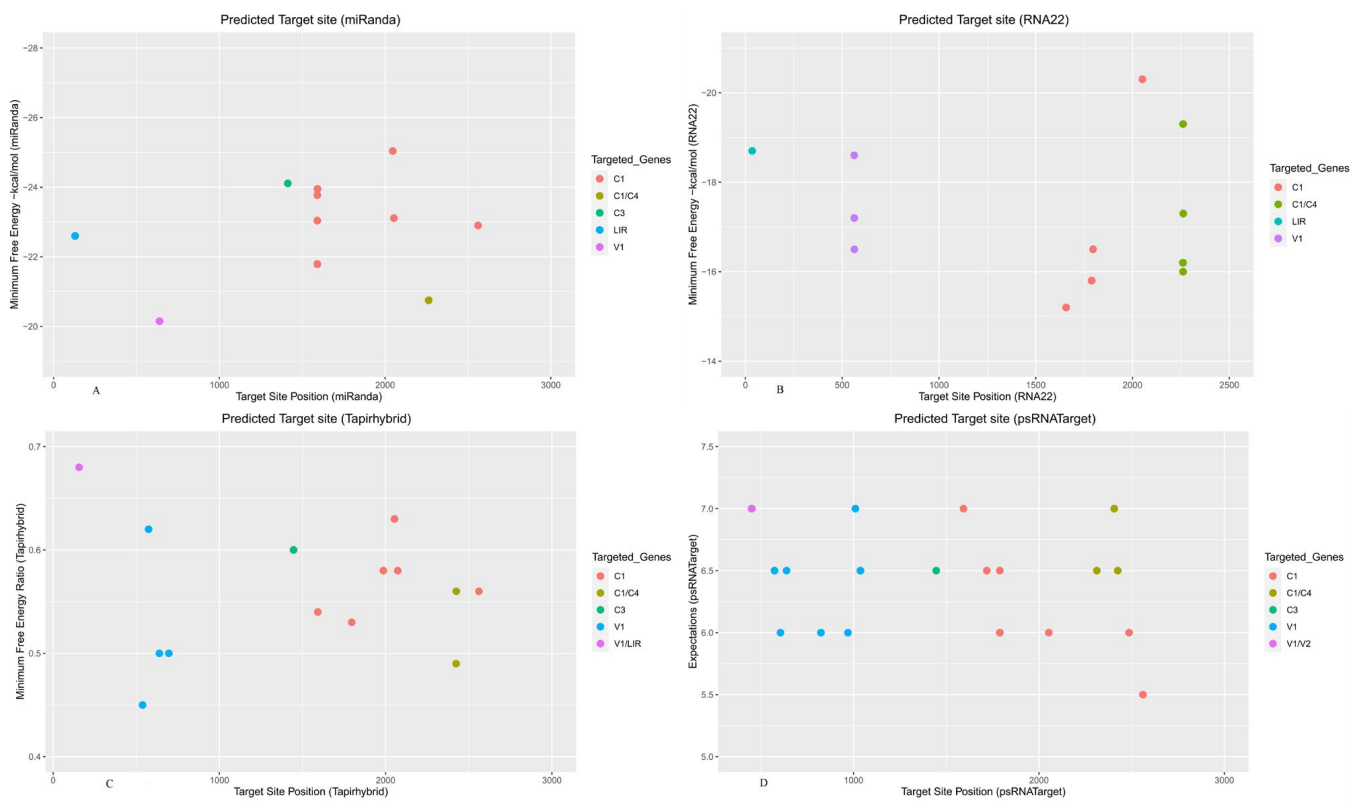 Predicted Target site (miRanda)
Minimum Free Energy −kcal/mol (miRanda)
−28
−26
−24
−22
−20
0
1000
2000
3000
A
Target Site Position (miRanda)
Targeted_Genes
C1
C1/C4
C3
LIR
V1
Predicted Target site (RNA22)
Minimum Free Energy −kcal/mol (RNA22)
−20
−18
−16
−14
0
500
1000
1500
2000
2500
B
Target Site Position (RNA22)
Targeted_Genes
C1
C1/C4
LIR
V1
Predicted Target site (Tapirhybrid)
Minimum Free Energy Ratio (Tapirhybrid)
0.7
0.6
0.5
0.4
0
1000
2000
3000
C
Target Site Position (Tapirhybrid)
Targeted_Genes
C1
C1/C4
C3
V1
V1/LIR
Predicted Target site (psRNATarget)
Expectations (psRNATarget)
7.5
7.0
6.5
6.0
5.5
5.0
1000
2000
3000
D
Target Site Position (psRNATarget)
Targeted_Genes
C1
C1/C4
C3
V1
V1/V2